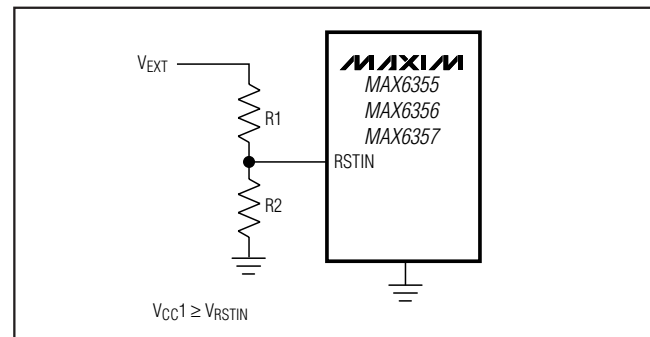 VEXT
R1
R2
MAXIM
MAX6355
MAX6356
MAX6357
RSTIN
VCC1 ≥ VRSTIN